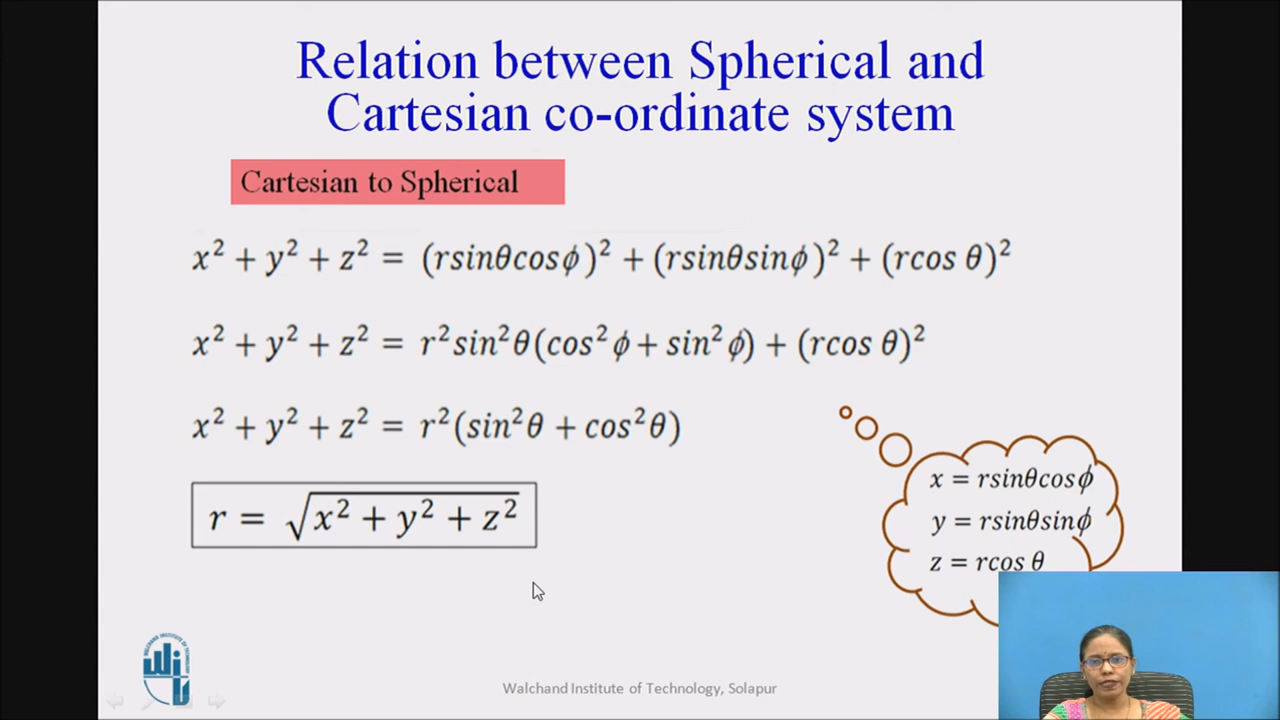 Relation between Spherical and
Cartesian co-ordinate system
Cartesian to Spherical
x² + y² + z² = (rsinθcosϕ)² + (rsinθsinϕ)² + (rcos θ)²
x² + y² + z² = r²sin²θ(cos²ϕ + sin²ϕ) + (rcos θ)²
x² + y² + z² = r²(sin²θ + cos²θ)
r = √(x² + y² + z²)
x = rsinθcosϕ
y = rsinθsinϕ
z = rcos θ
Walchand Institute of Technology, Solapur